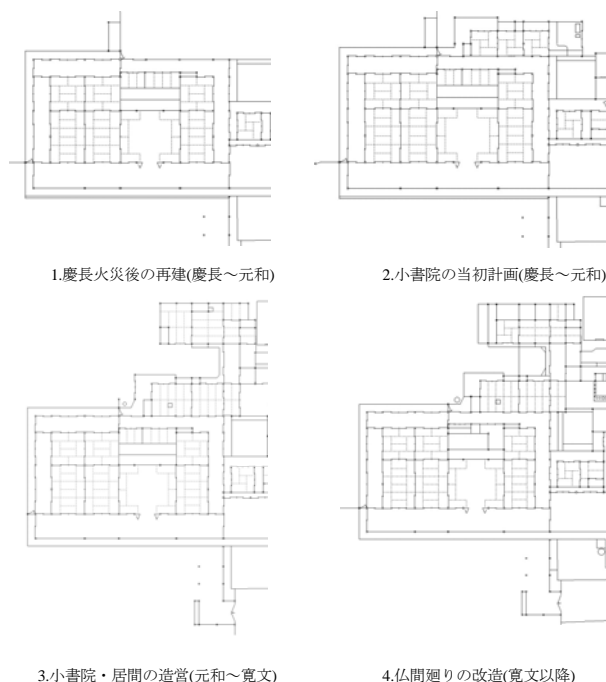 1.慶長火災後の再建(慶長～元和)
2.小書院の当初計画(慶長～元和)
3.小書院・居間の造営(元和～寛文)
4.仏間廻りの改造(寛文以降)